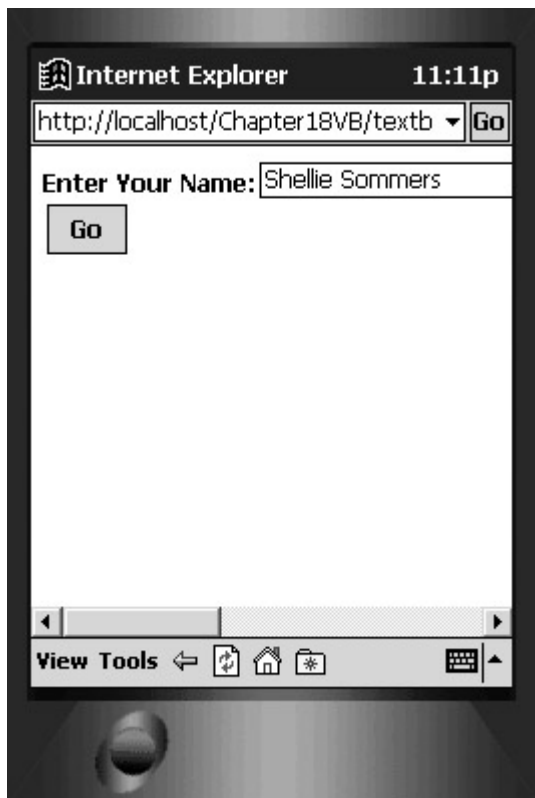 Internet Explorer 11:11p
http://localhost/Chapter18VB/textb Go
Enter Your Name: Shellie Sommers
Go
View Tools